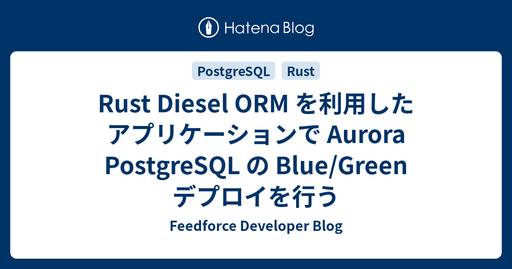 Hatena Blog
PostgreSQL Rust
Rust Diesel ORM を利用した
アプリケーションで Aurora
PostgreSQL の Blue/Green
デプロイを行う
Feedforce Developer Blog